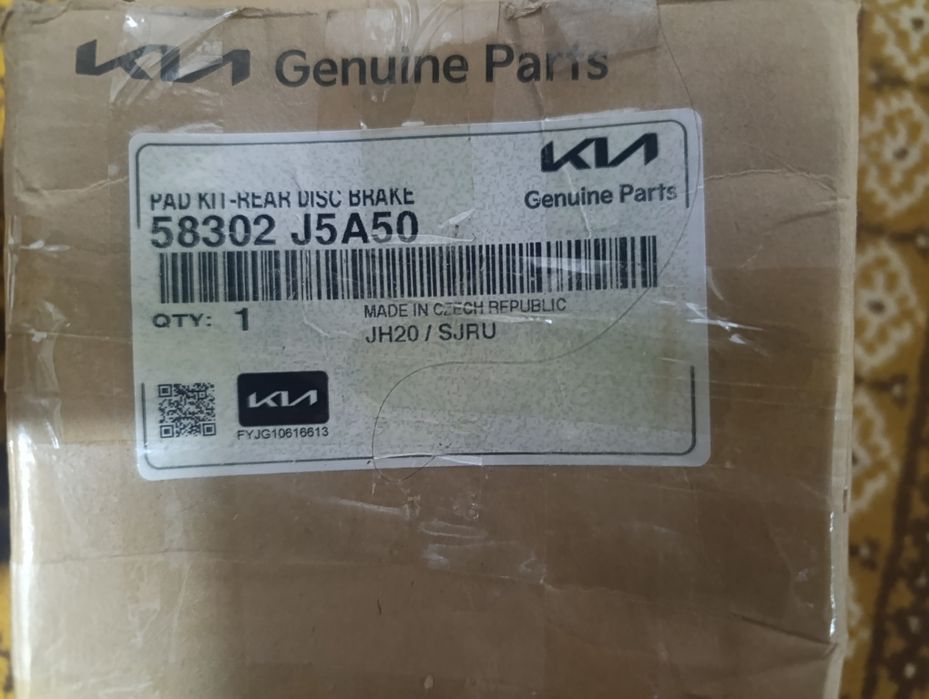 KIA Genuine Parts
KIA
Genuine Parts
PAD KIT-REAR DISC BRAKE
58302 J5A50
QTY: 1
MADE IN CZECH REPUBLIC
JH20 / SJRU
KIA
FYJG10616613